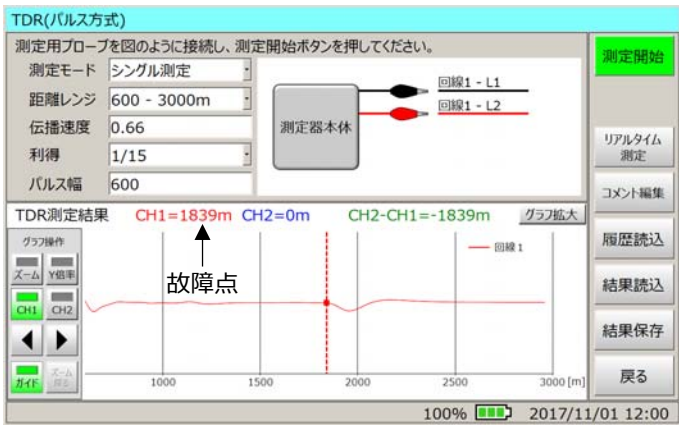 TDR(パルス方式)
測定用プローブを図のように接続し、測定開始ボタンを押してください。
測定モード シングル測定
距離レンジ 600 - 3000m
伝播速度 0.66
利得 1/15
パルス幅 600
測定器本体
回線1 - L1
回線1 - L2
測定開始
リアルタイム
測定
コメント編集
履歴読込
結果読込
結果保存
戻る
TDR測定結果 CH1=1839m CH2=0m CH2-CH1=-1839m グラフ拡大
グラフ操作
ズーム Y倍率
CH1 CH2
ガイド ズーム
戻る
回線 1
故障点
1000 1500 2000 2500 3000 [m]
100% 2017/11/01 12:00